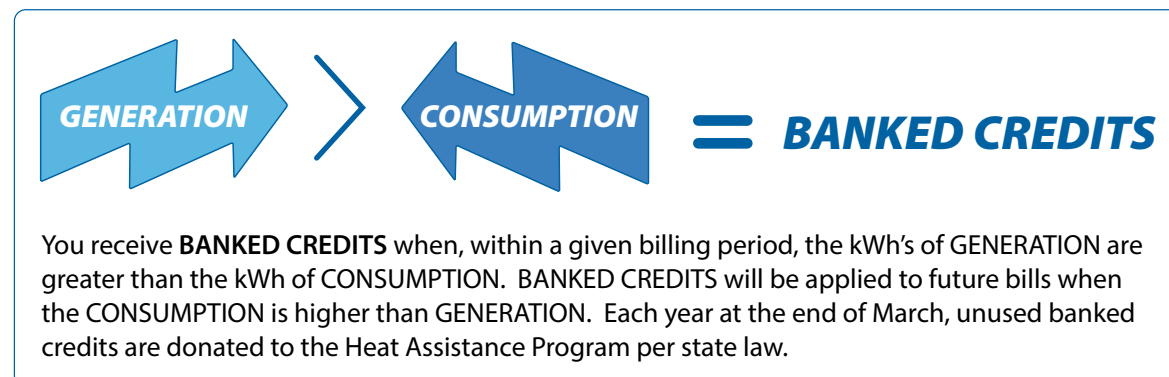 GENERATION > CONSUMPTION = BANKED CREDITS
You receive BANKED CREDITS when, within a given billing period, the kWh's of GENERATION are
greater than the kWh of CONSUMPTION.  BANKED CREDITS will be applied to future bills when
the CONSUMPTION is higher than GENERATION.  Each year at the end of March, unused banked
credits are donated to the Heat Assistance Program per state law.